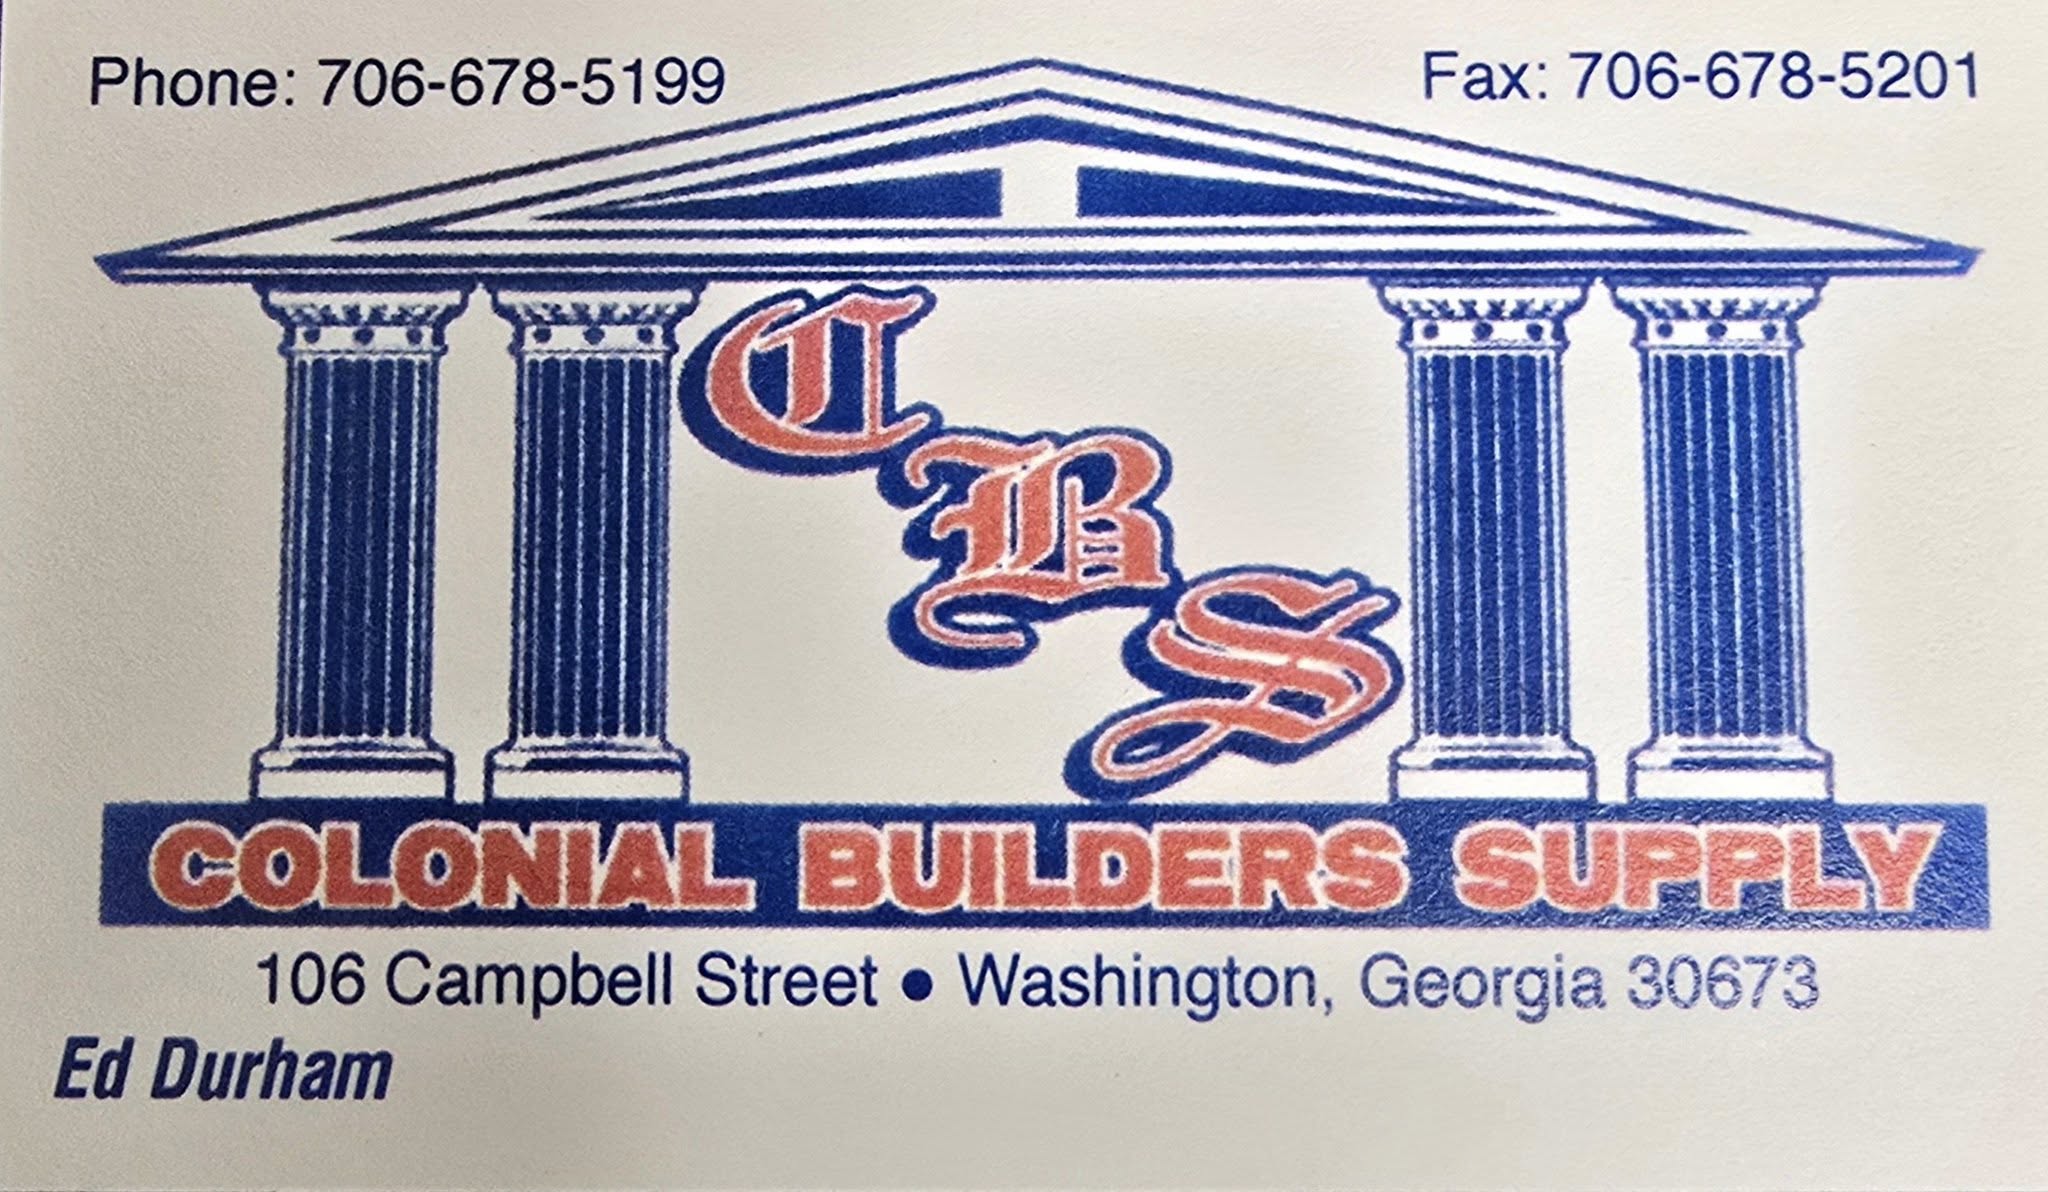 Phone: 706-678-5199
Fax: 706-678-5201
CBS
COLONIAL BUILDERS SUPPLY
106 Campbell Street • Washington, Georgia 30673
Ed Durham